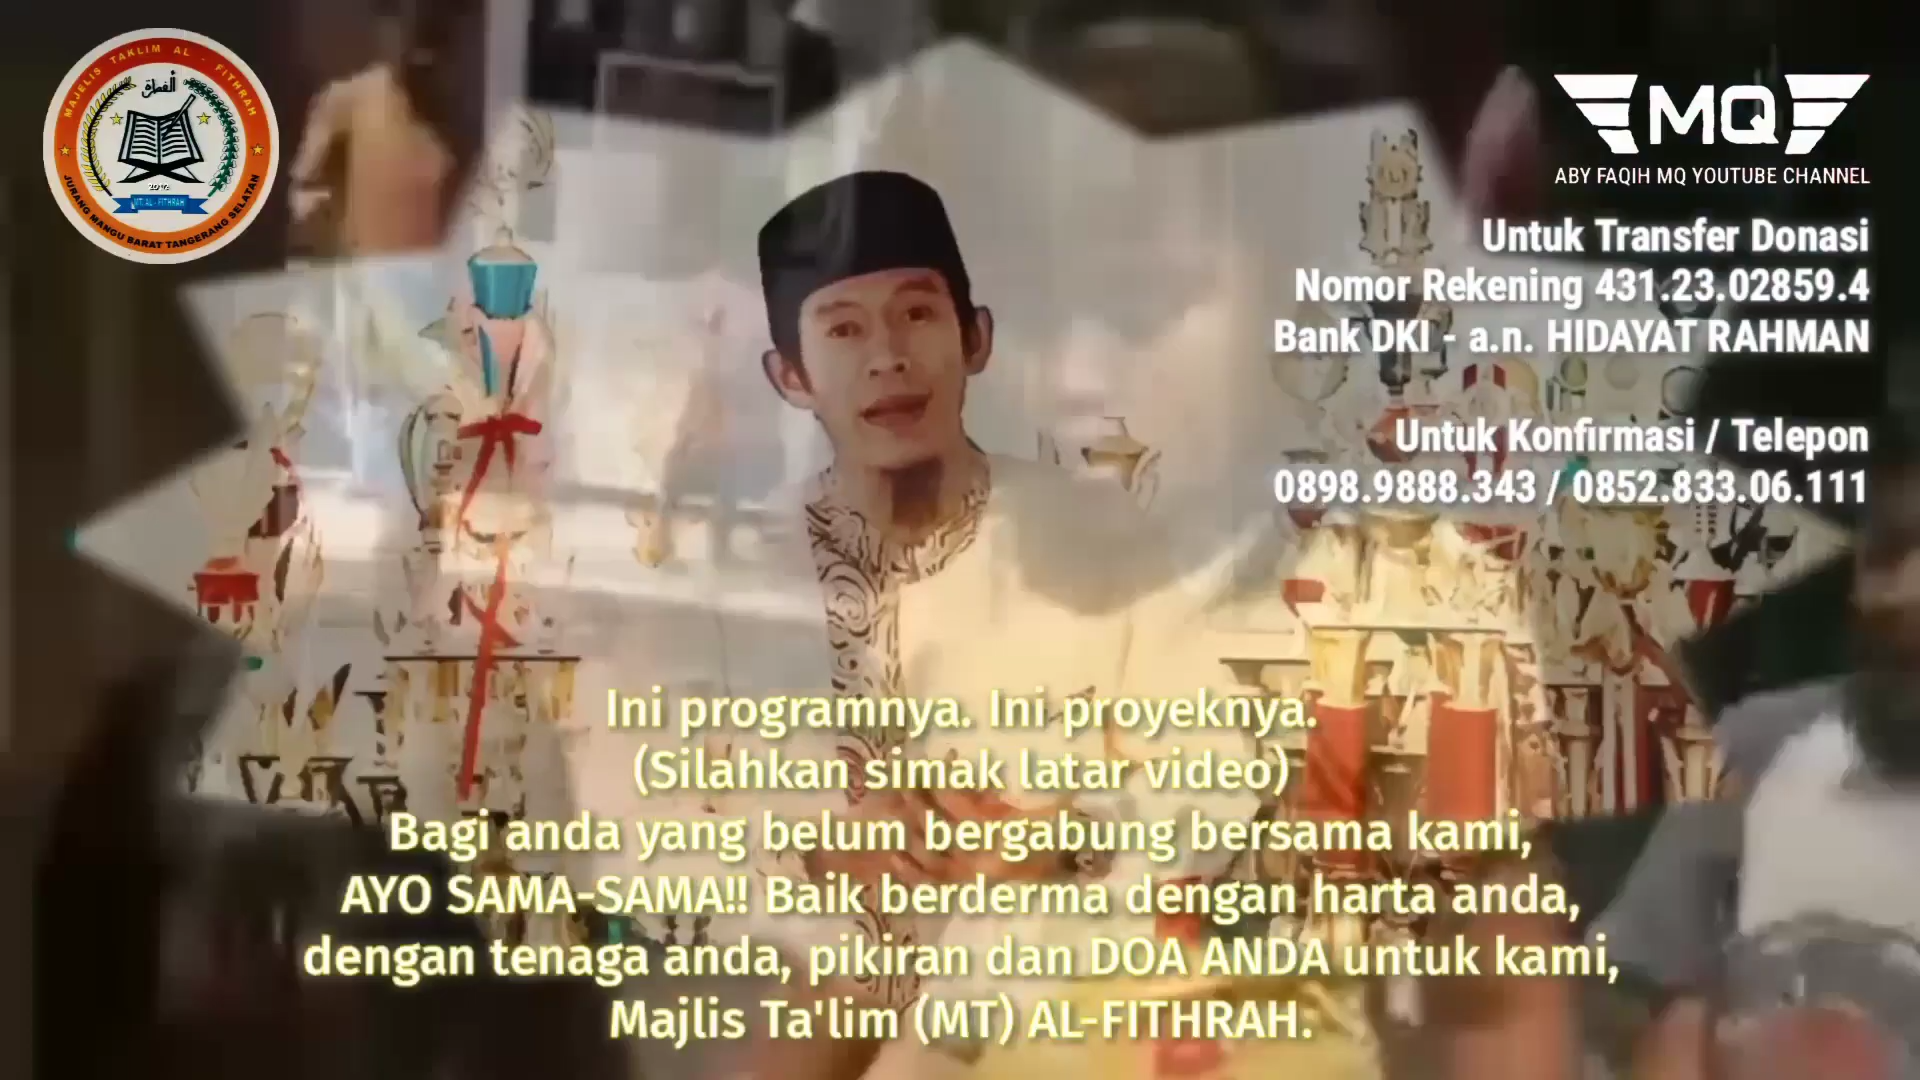 MAJELIS TAKLIM AL - FITHRAH
MT. AL - FITHRAH
JURANG MANGU BARAT TANGERANG SELATAN
MQ
ABY FAQIH MQ YOUTUBE CHANNEL
Untuk Transfer Donasi
Nomor Rekening 431.23.02859.4
Bank DKI - a.n. HIDAYAT RAHMAN
Untuk Konfirmasi / Telepon
0898.9888.343 / 0852.833.06.111
Ini programnya. Ini proyeknya.
(Silahkan simak latar video)
Bagi anda yang belum bergabung bersama kami,
AYO SAMA-SAMA!! Baik berderma dengan harta anda,
dengan tenaga anda, pikiran dan DOA ANDA untuk kami,
Majlis Ta'lim (MT) AL-FITHRAH.